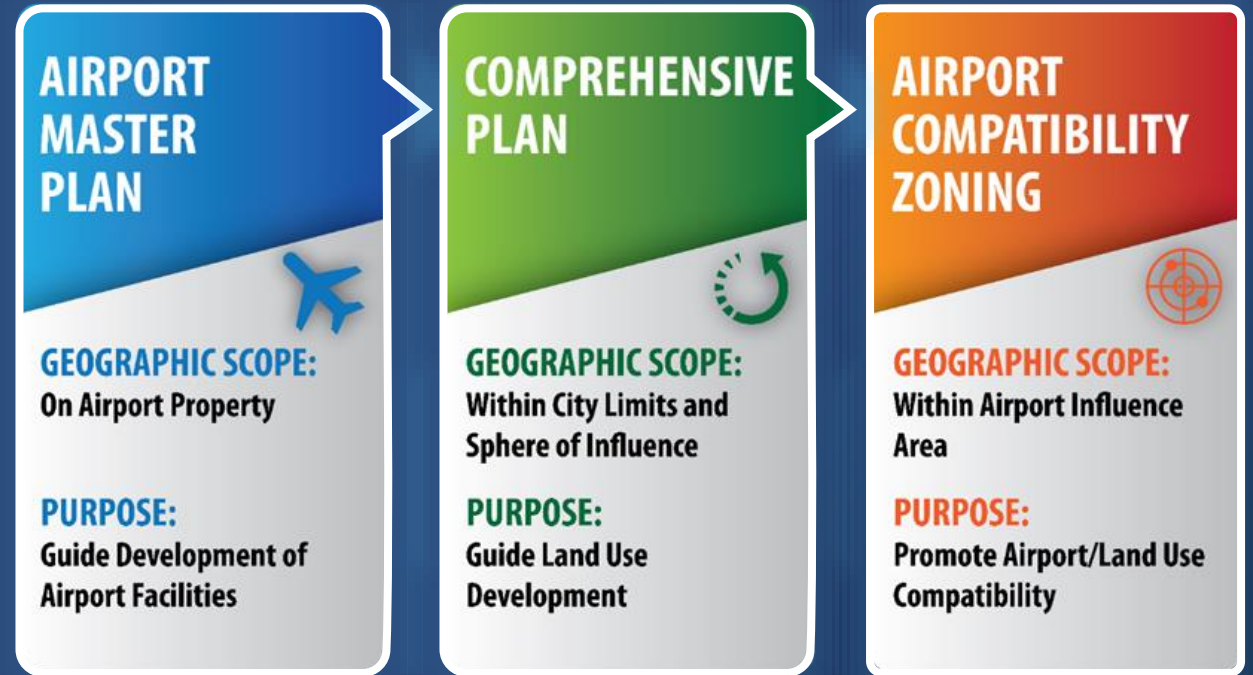 AIRPORT
MASTER
PLAN
GEOGRAPHIC SCOPE:
On Airport Property
PURPOSE:
Guide Development of
Airport Facilities
COMPREHENSIVE
PLAN
GEOGRAPHIC SCOPE:
Within City Limits and
Sphere of Influence
PURPOSE:
Guide Land Use
Development
AIRPORT
COMPATIBILITY
ZONING
GEOGRAPHIC SCOPE:
Within Airport Influence
Area
PURPOSE:
Promote Airport/Land Use
Compatibility